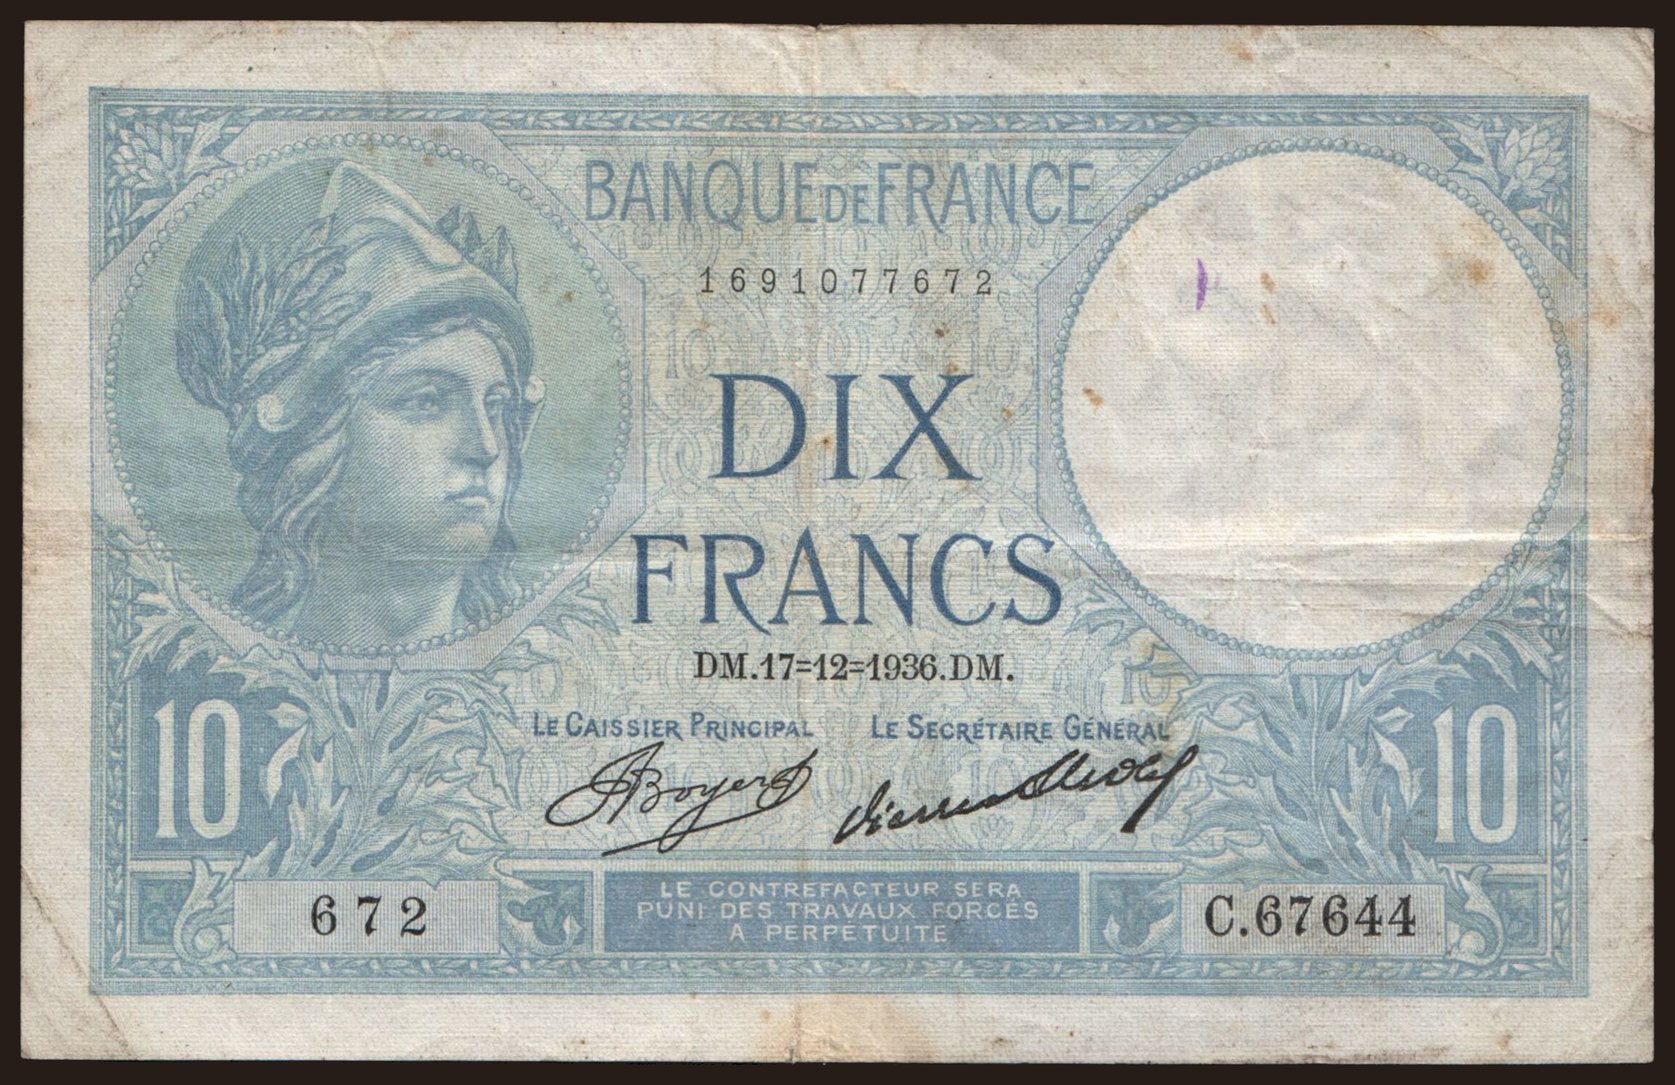 BANQUE DE FRANCE
1691077672
DIX
FRANCS
DM.17=12=1936.DM.
LE CAISSIER PRINCIPAL LE SECRÉTAIRE GÉNÉRAL
J Boyer
10 10
LE CONTREFACTEUR SERA
PUNI DES TRAVAUX FORCÉS
À PERPÉTUITÉ
672 C.67644